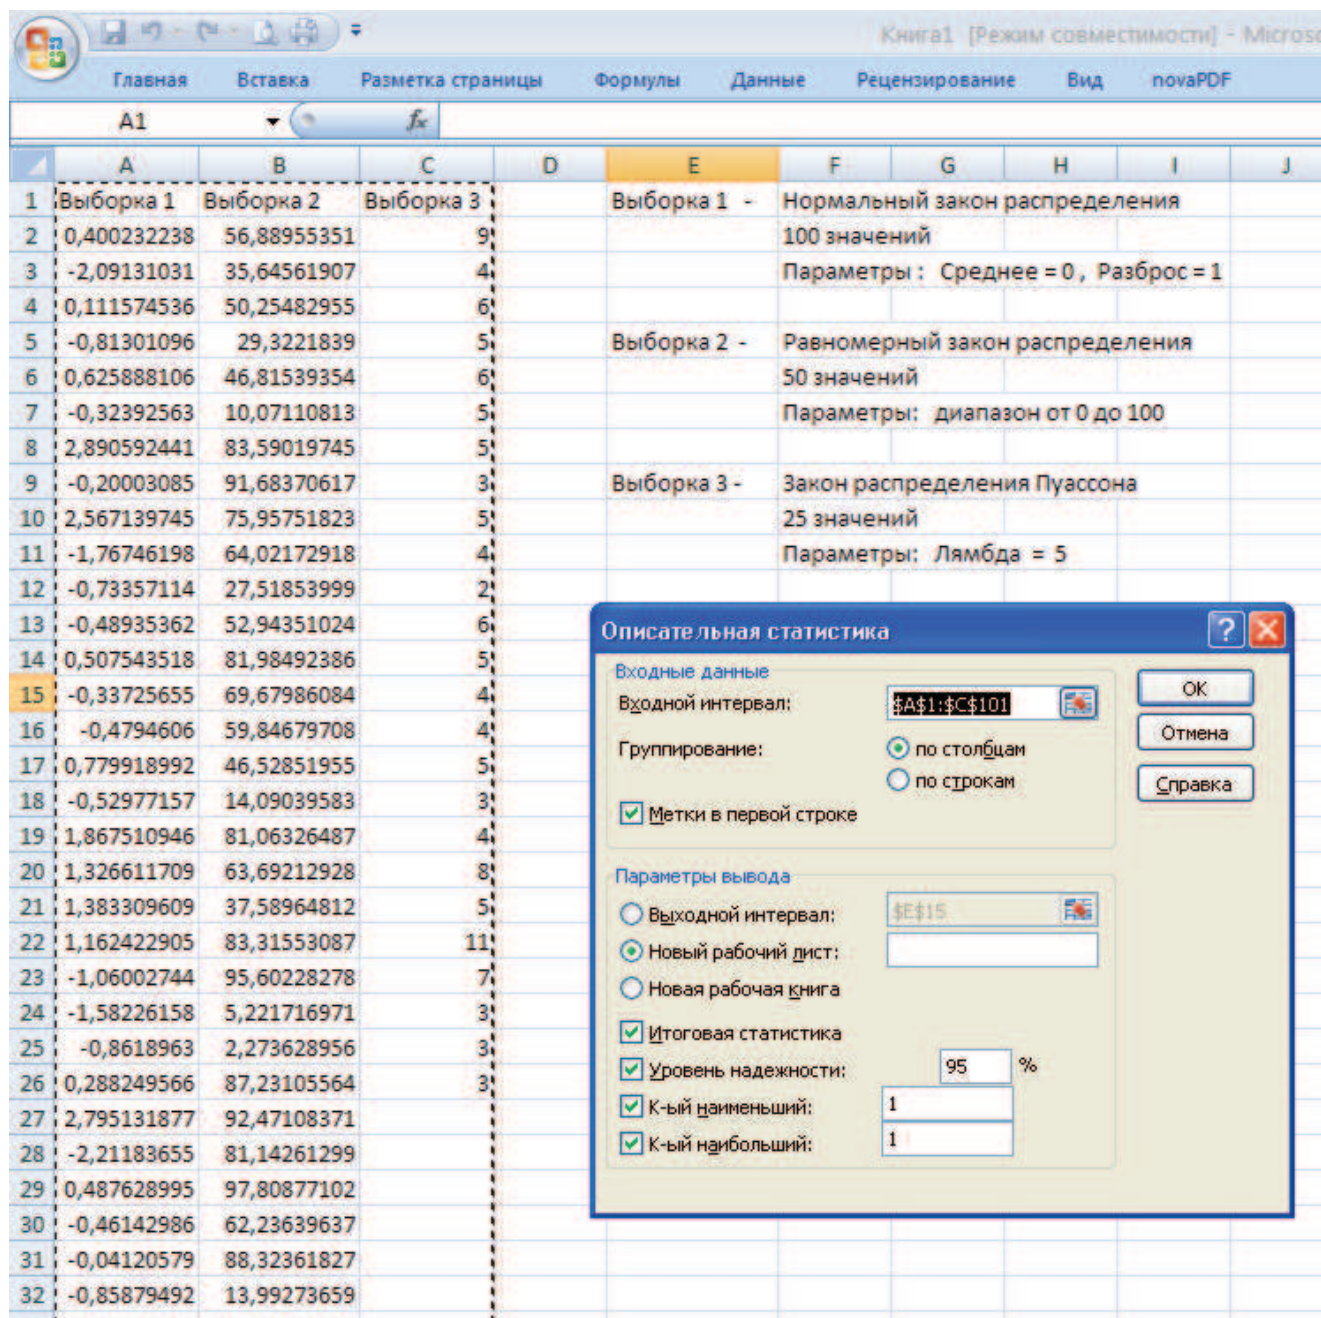 Книга1 [Режим совместимости] - Microso
Главная Вставка Разметка страницы Формулы Данные Рецензирование Вид novaPDF
A1 fx
A B C D E F G H I J
1 Выборка 1 Выборка 2 Выборка 3 Выборка 1 - Нормальный закон распределения
2 0,400232238 56,88955351 9 100 значений
3 -2,09131031 35,64561907 4 Параметры : Среднее = 0 , Разброс = 1
4 0,111574536 50,25482955 6
5 -0,81301096 29,3221839 5 Выборка 2 - Равномерный закон распределения
6 0,625888106 46,81539354 6 50 значений
7 -0,32392563 10,07110813 5 Параметры: диапазон от 0 до 100
8 2,890592441 83,59019745 5
9 -0,20003085 91,68370617 3 Выборка 3 - Закон распределения Пуассона
10 2,567139745 75,95751823 5 25 значений
11 -1,76746198 64,02172918 4 Параметры: Лямбда = 5
12 -0,73357114 27,51853999 2
13 -0,48935362 52,94351024 6
14 0,507543518 81,98492386 5
15 -0,33725655 69,67986084 4
16 -0,4794606 59,84679708 4
17 0,779918992 46,52851955 5
18 -0,52977157 14,09039583 3
19 1,867510946 81,06326487 4
20 1,326611709 63,69212928 8
21 1,383309609 37,58964812 5
22 1,162422905 83,31553087 11
23 -1,06002744 95,60228278 7
24 -1,58226158 5,221716971 3
25 -0,8618963 2,273628956 3
26 0,288249566 87,23105564 3
27 2,795131877 92,47108371
28 -2,21183655 81,14261299
29 0,487628995 97,80877102
30 -0,46142986 62,23639637
31 -0,04120579 88,32361827
32 -0,85879492 13,99273659
Описательная статистика ?
Входные данные
Входной интервал: $A$1:$C$101 ОК
Группирование: по столбцам Отмена
по строкам Справка
Метки в первой строке
Параметры вывода
Выходной интервал: $E$15
Новый рабочий лист:
Новая рабочая книга
Итоговая статистика
Уровень надежности: 95 %
К-ый наименьший: 1
К-ый наибольший: 1